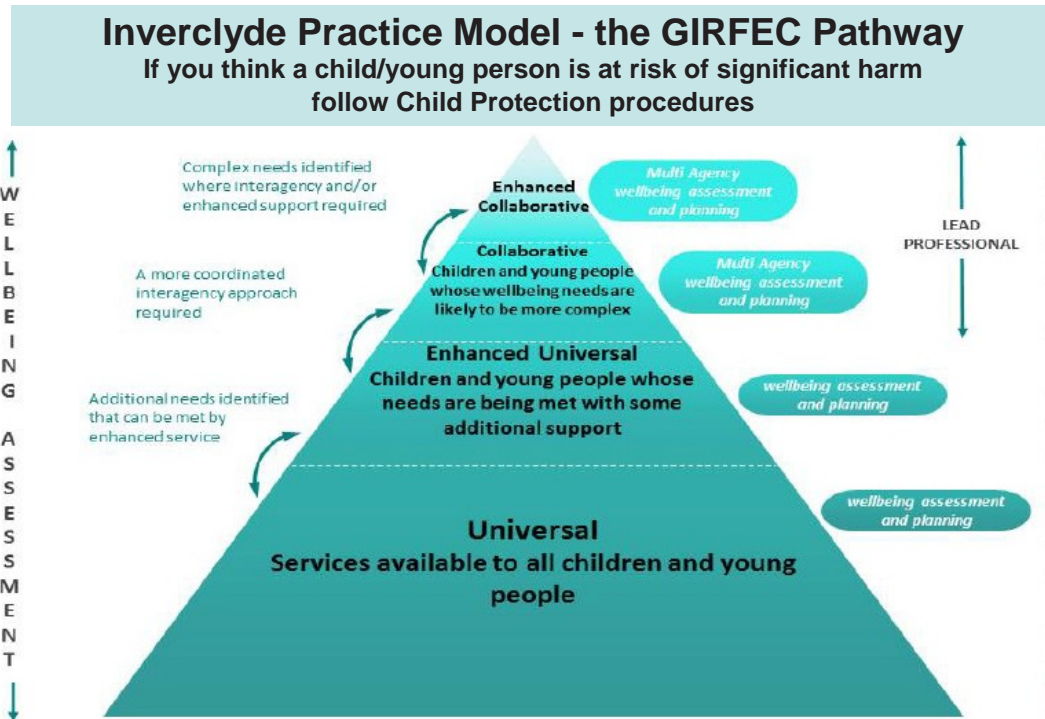 Inverclyde Practice Model - the GIRFEC Pathway
If you think a child/young person is at risk of significant harm
follow Child Protection procedures
WELLBEING ASSESSMENT
Complex needs identified
where interagency and/or
enhanced support required
Enhanced
Collaborative
Multi Agency
wellbeing assessment
and planning
LEAD
PROFESSIONAL
A more coordinated
interagency approach
required
Collaborative
Children and young people
whose wellbeing needs are
likely to be more complex
Multi Agency
wellbeing assessment
and planning
Additional needs identified
that can be met by
enhanced service
Enhanced Universal
Children and young people whose
needs are being met with some
additional support
wellbeing assessment
and planning
Universal
Services available to all children and young
people
wellbeing assessment
and planning